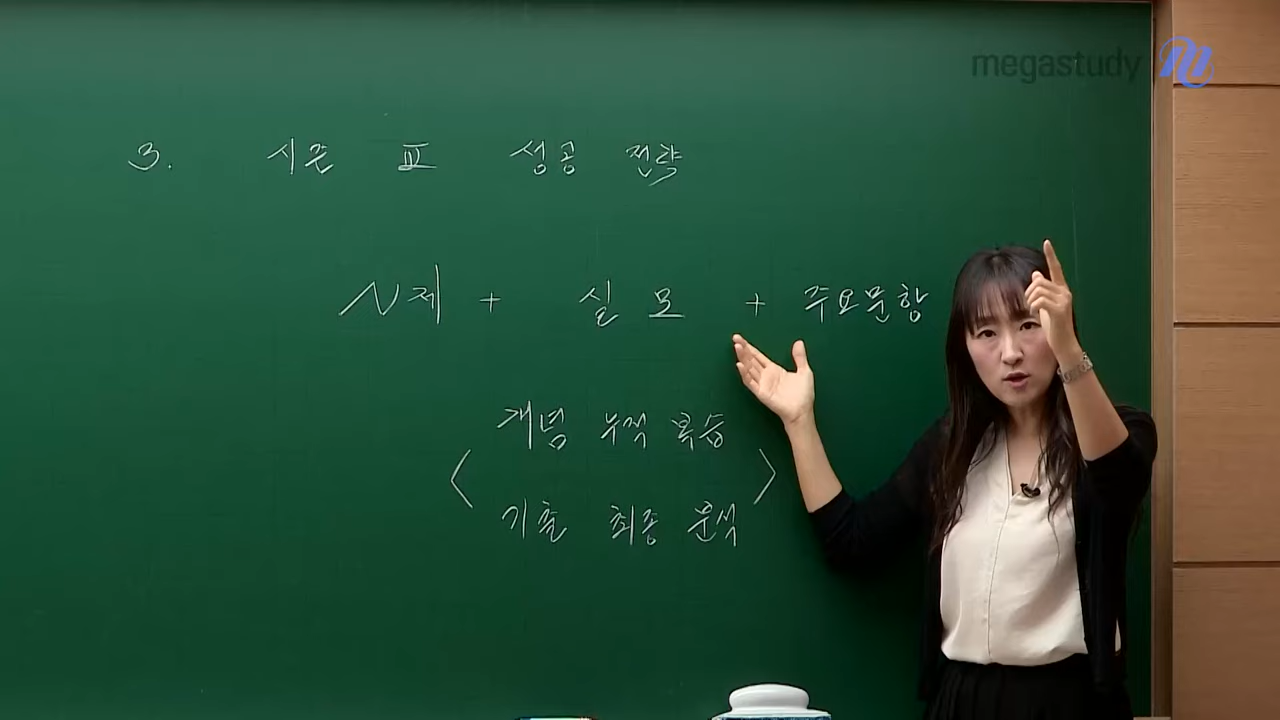 megastudy
3. 시즌 Ⅲ 성공 전략
N제 + 실모 + 주요문항
개념 누적 복습
기출 최종 분석